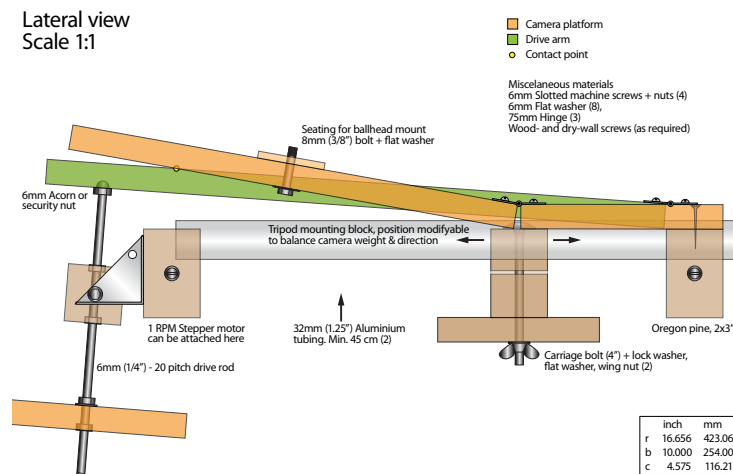 Lateral view
Scale 1:1
Camera platform
Drive arm
Contact point
Miscelaneous materials
6mm Slotted machine screws + nuts (4)
6mm Flat washer (8),
75mm Hinge (3)
Wood- and dry-wall screws (as required)
Seating for ballhead mount
8mm (3/8”) bolt + flat washer
6mm Acorn or
security nut
Tripod mounting block, position modifyable
to balance camera weight & direction
1 RPM Stepper motor
can be attached here
32mm (1.25”) Aluminium
tubing. Min. 45 cm (2)
Oregon pine, 2x3”
Carriage bolt (4”) + lock washer,
flat washer, wing nut (2)
6mm (1/4”) - 20 pitch drive rod
inch mm
r 16.656 423.06
b 10.000 254.00
c 4.575 116.21